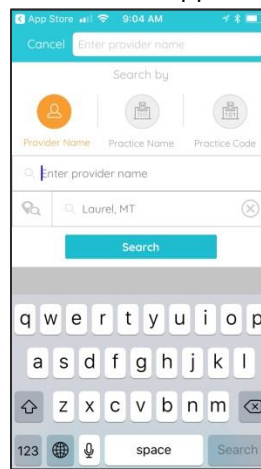 App Store 9:04 AM
Cancel Enter provider name
Search by
Provider Name Practice Name Practice Code
Enter provider name
Laurel, MT
Search
q w e r t y u i o p
a s d f g h j k l
z x c v b n m
123 space Search